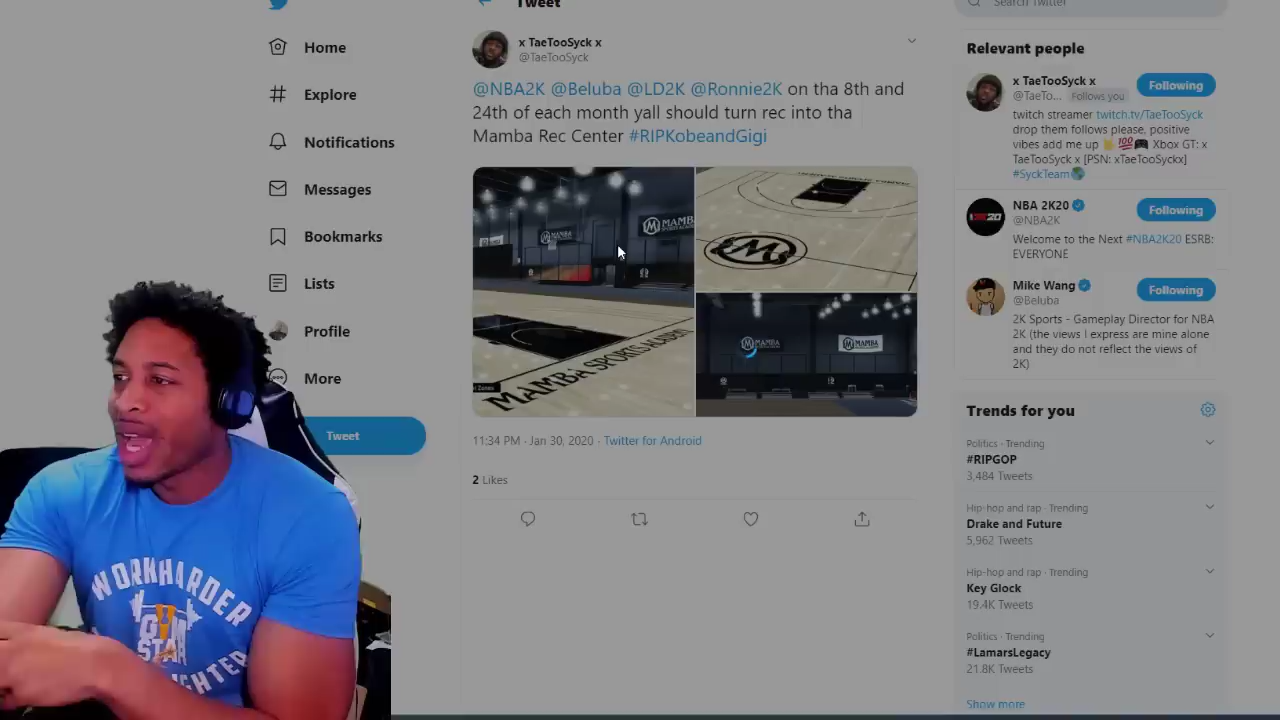 Tweet
Search Twitter
Home
Explore
Notifications
Messages
Bookmarks
Lists
Profile
More
Tweet
x TaeTooSyck x
@TaeTooSyck
@NBA2K @Beluba @LD2K @Ronnie2K on tha 8th and
24th of each month yall should turn rec into tha
Mamba Rec Center #RIPKobeandGigi
MAMBA
MAMBA
MAMBA SPORTS ACADEMY
MAMBA
MAMBA
11:34 PM · Jan 30, 2020 · Twitter for Android
2 Likes
Relevant people
x TaeTooSyck x
@TaeTo... Follows you
Following
twitch streamer twitch.tv/TaeTooSyck
drop them follows please, positive
vibes add me up 💯 Xbox GT: x
TaeTooSyck x [PSN: xTaeTooSyckx]
#SyckTeam
2K20
NBA 2K20
@NBA2K
Following
Welcome to the Next #NBA2K20 ESRB:
EVERYONE
Mike Wang
@Beluba
Following
2K Sports - Gameplay Director for NBA
2K (the views I express are mine alone
and they do not reflect the views of
2K)
Trends for you
Politics · Trending
#RIPGOP
3,484 Tweets
Hip-hop and rap · Trending
Drake and Future
5,962 Tweets
Hip-hop and rap · Trending
Key Glock
19.4K Tweets
Politics · Trending
#LamarsLegacy
21.8K Tweets
Show more
WORKHARDER
GYM
STAR